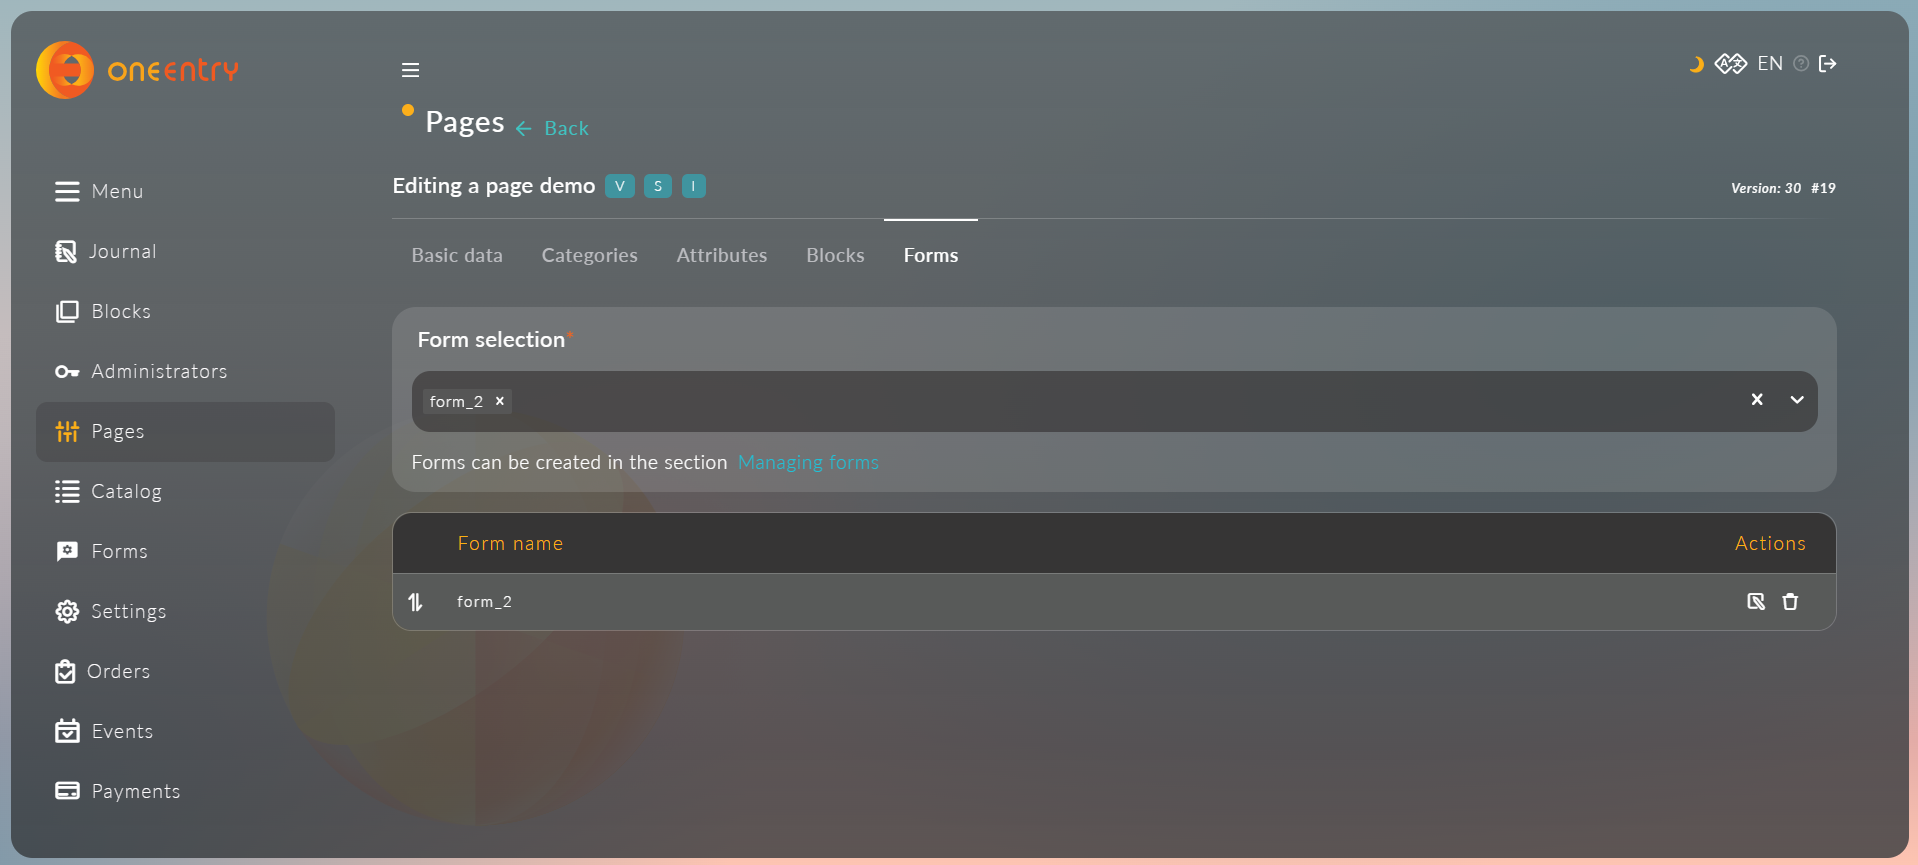 oneentry
EN
Pages
Back
Editing a page demo V S I
Version: 30 #19
Menu
Journal
Blocks
Administrators
Pages
Catalog
Forms
Settings
Orders
Events
Payments
Basic data Categories Attributes Blocks Forms
Form selection*
form_2
Forms can be created in the section Managing forms
Form name Actions
form_2